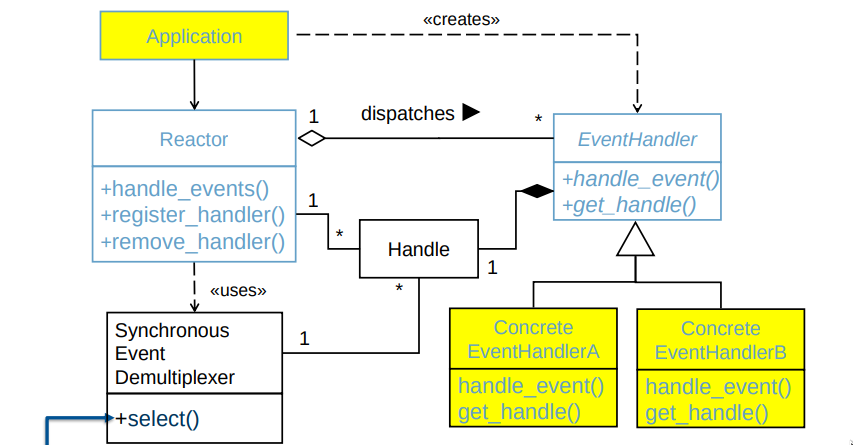 «creates»
Application
dispatches
1
*
Reactor
EventHandler
+handle_events()
+register_handler()
+remove_handler()
+handle_event()
+get_handle()
1
*
Handle
1
*
«uses»
Synchronous
Event
Demultiplexer
1
+select()
Concrete
EventHandlerA
handle_event()
get_handle()
Concrete
EventHandlerB
handle_event()
get_handle()